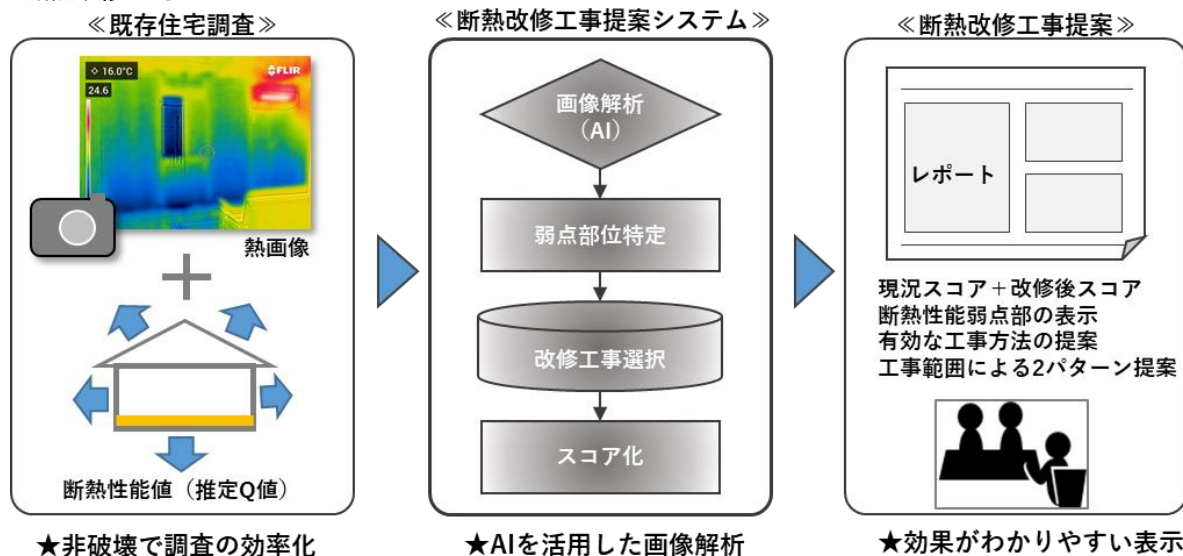 ≪既存住宅調査≫
16.0°C
FLIR
24.6
熱画像
断熱性能値（推定Q値）
★非破壊で調査の効率化
≪断熱改修工事提案システム≫
画像解析
（AI）
弱点部位特定
改修工事選択
スコア化
★AIを活用した画像解析
≪断熱改修工事提案≫
レポート
現況スコア＋改修後スコア
断熱性能弱点部の表示
有効な工事方法の提案
工事範囲による2パターン提案
★効果がわかりやすい表示